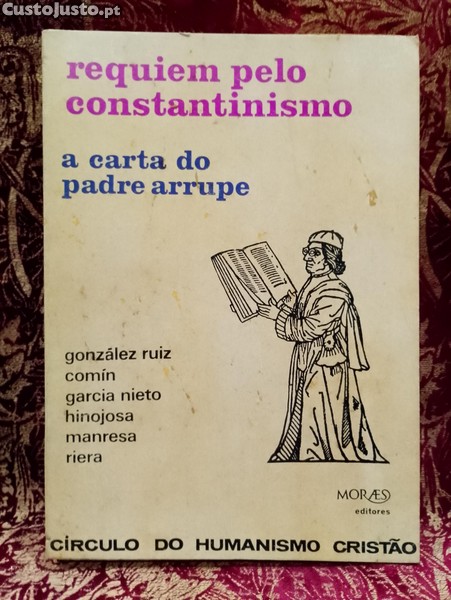 CustoJusto.pt
requiem pelo
constantinismo
a carta do
padre arrupe
gonzález ruiz
comín
garcia nieto
hinojosa
manresa
riera
MORÆS
editores
CÍRCULO DO HUMANISMO CRISTÃO